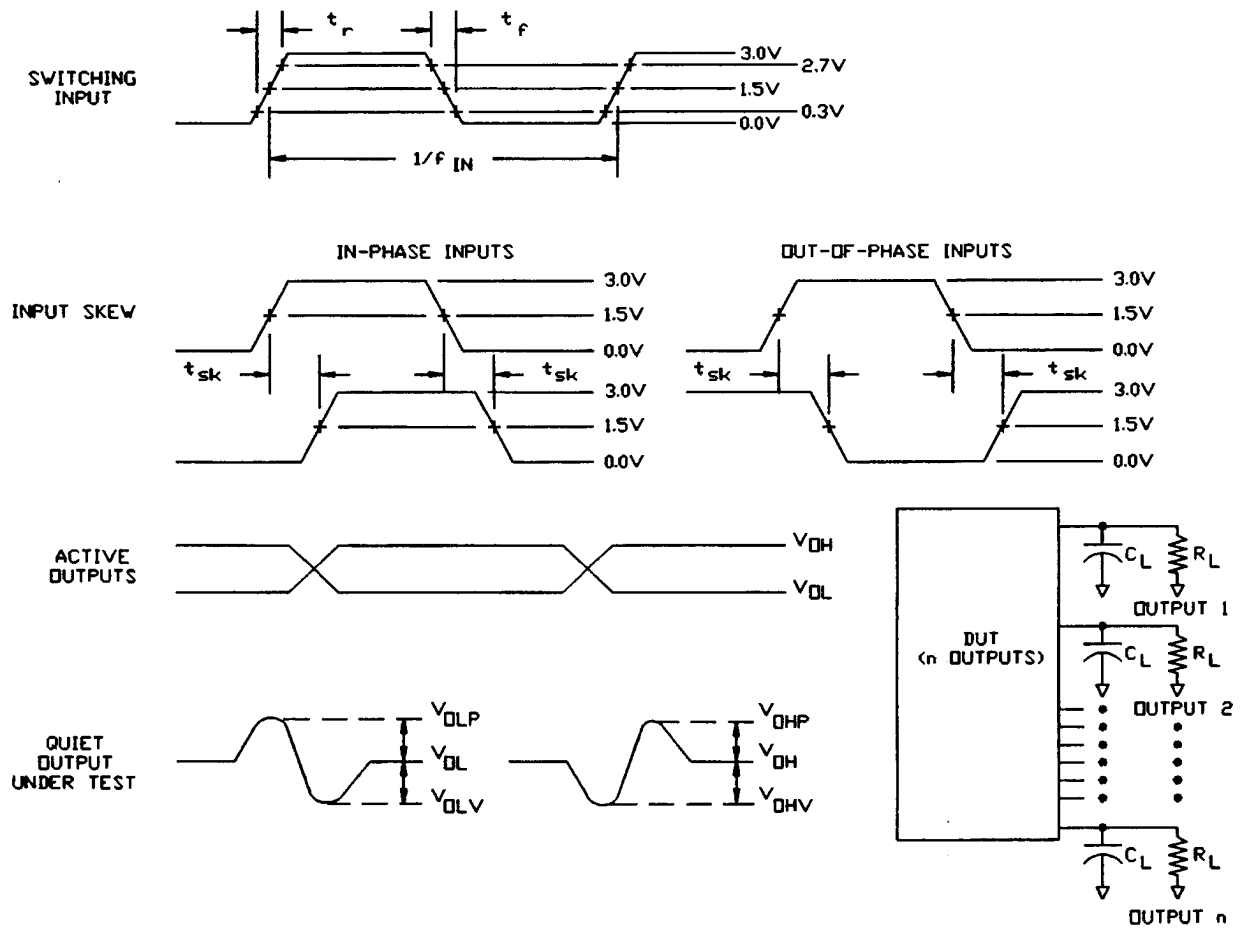 t_r
t_f
SWITCHING
INPUT
3.0V
2.7V
1.5V
0.3V
0.0V
1/f_IN
IN-PHASE INPUTS
OUT-OF-PHASE INPUTS
INPUT SKEW
3.0V
1.5V
0.0V
3.0V
1.5V
0.0V
t_sk
t_sk
t_sk
t_sk
3.0V
1.5V
0.0V
3.0V
1.5V
0.0V
ACTIVE
OUTPUTS
V_OH
V_OL
QUIET
OUTPUT
UNDER TEST
V_OLP
V_OL
V_OLV
V_OHP
V_OH
V_OHV
DUT
(n OUTPUTS)
C_L
R_L
OUTPUT 1
C_L
R_L
OUTPUT 2
C_L
R_L
OUTPUT n